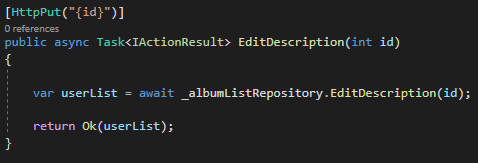 [HttpPut("{id}")]
0 references
public async Task<IActionResult> EditDescription(int id)
{
var userList = await _albumListRepository.EditDescription(id);
return Ok(userList);
}